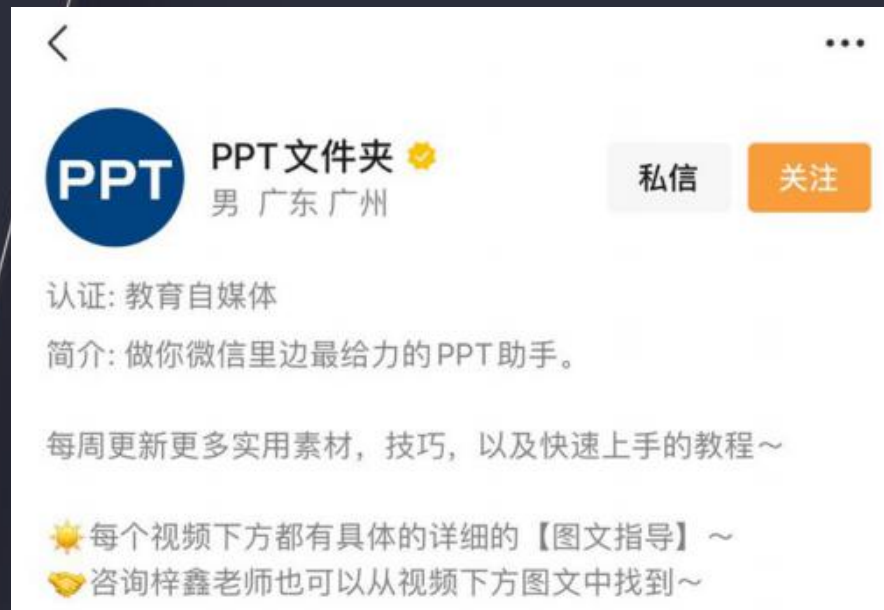 PPT
PPT文件夹
男 广东 广州
私信
关注
认证: 教育自媒体
简介: 做你微信里边最给力的PPT助手。
每周更新更多实用素材，技巧，以及快速上手的教程～
每个视频下方都有具体的详细的【图文指导】～
咨询梓鑫老师也可以从视频下方图文中找到～